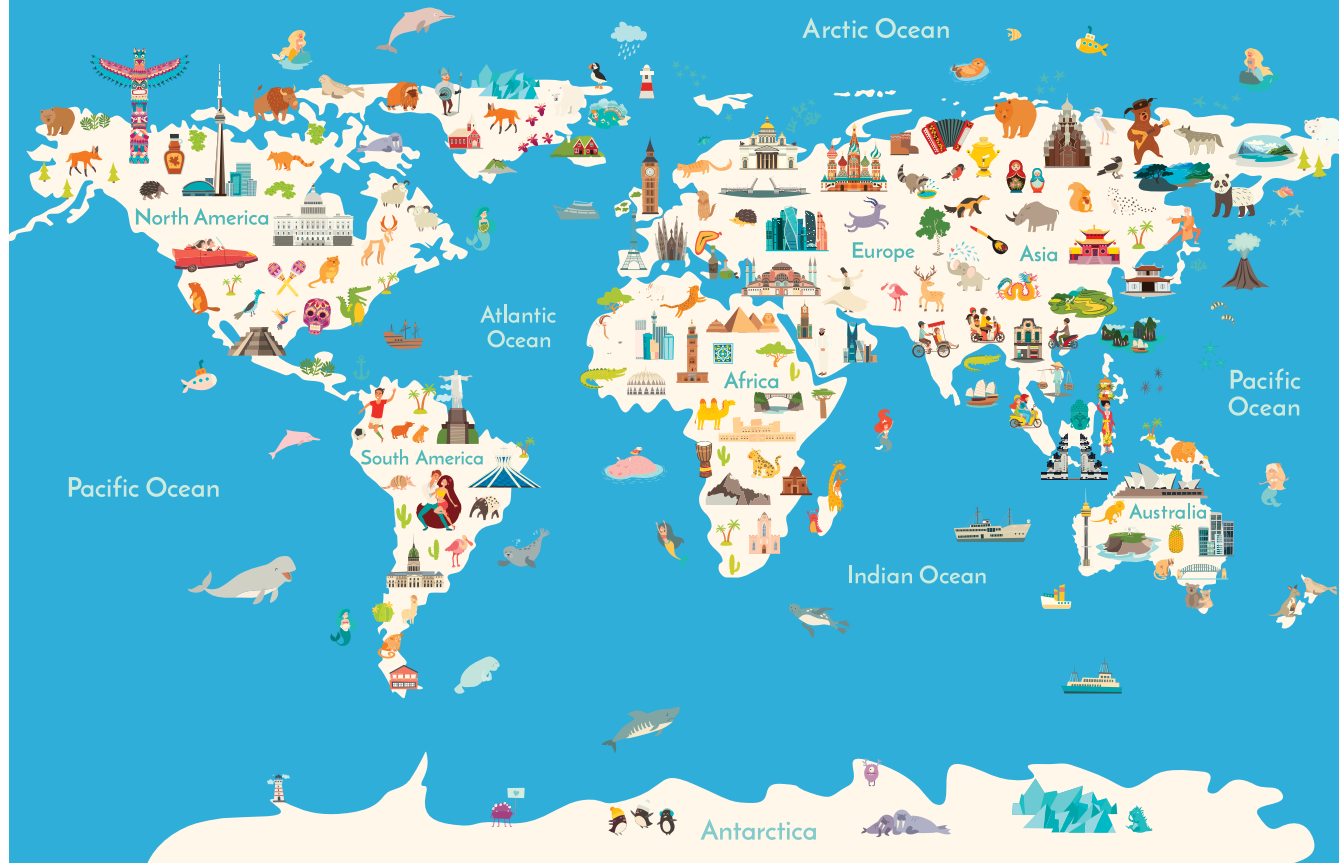 Arctic Ocean
North America
Europe
Asia
Atlantic
Ocean
Africa
Pacific
Ocean
South America
Pacific Ocean
Australia
Indian Ocean
Antarctica